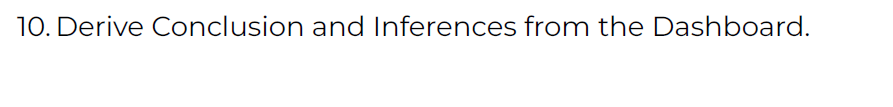 10. Derive Conclusion and Inferences from the Dashboard.